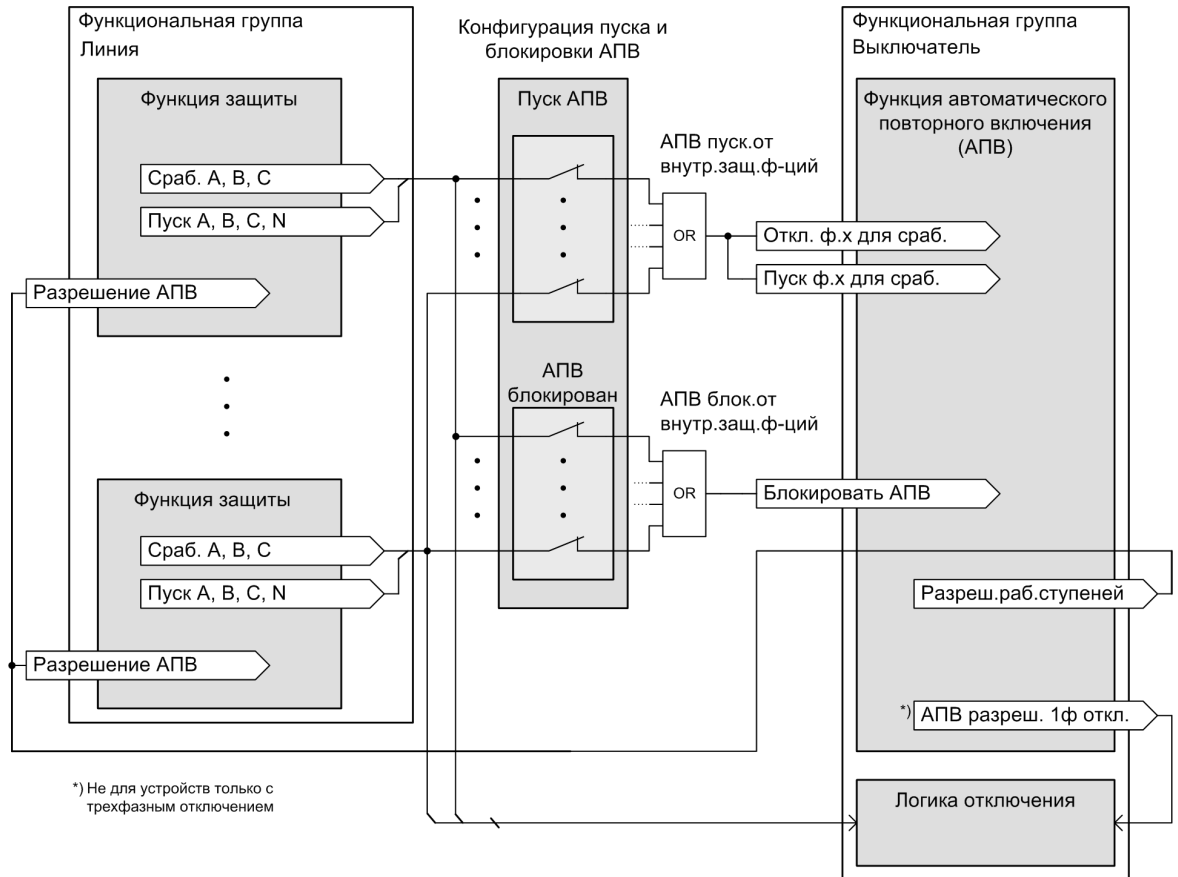 Функциональная группа
Линия
Функция защиты
Сраб. А, В, С
Пуск А, В, С, N
Разрешение АПВ
Функция защиты
Сраб. А, В, С
Пуск А, В, С, N
Разрешение АПВ
*) Не для устройств только с
трехфазным отключением
Конфигурация пуска и
блокировки АПВ
Пуск АПВ
АПВ
блокирован
АПВ пуск.от
внутр.защ.ф-ций
OR
АПВ блок.от
внутр.защ.ф-ций
OR
Функциональная группа
Выключатель
Функция автоматического
повторного включения
(АПВ)
Откл. ф.х для сраб.
Пуск ф.х для сраб.
Блокировать АПВ
Разреш.раб.ступеней
*) АПВ разреш. 1ф откл.
Логика отключения